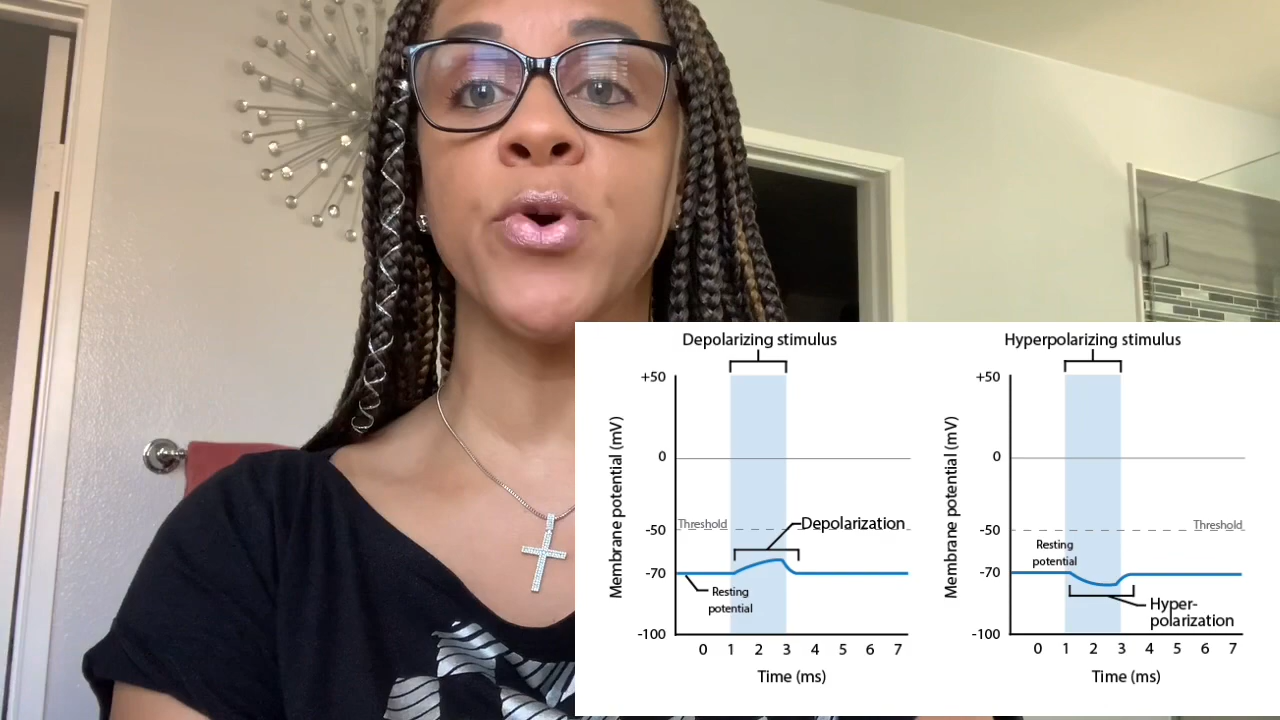 Depolarizing stimulus
+50
0
-50
-70
-100
Membrane potential (mV)
Threshold
Depolarization
Resting
potential
0 1 2 3 4 5 6 7
Time (ms)
Hyperpolarizing stimulus
+50
0
-50
-70
-100
Membrane potential (mV)
Threshold
Resting
potential
Hyper-
polarization
0 1 2 3 4 5 6 7
Time (ms)